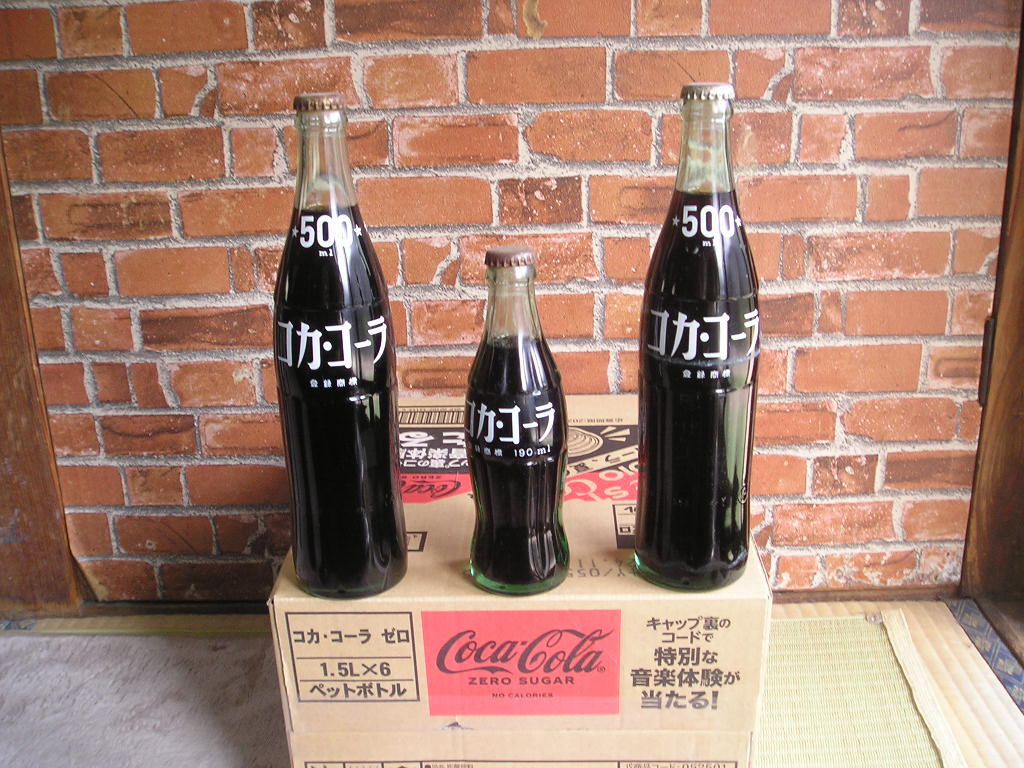 500
ml
コカ・コーラ
登録商標
コカ・コーラ
登録商標 190ml
500
ml
コカ・コーラ
登録商標
コカ・コーラ ゼロ
1.5L×6
ペットボトル
Coca-Cola
ZERO SUGAR
NO CALORIES
キャップ裏の
コードで
特別な
音楽体験が
当たる!